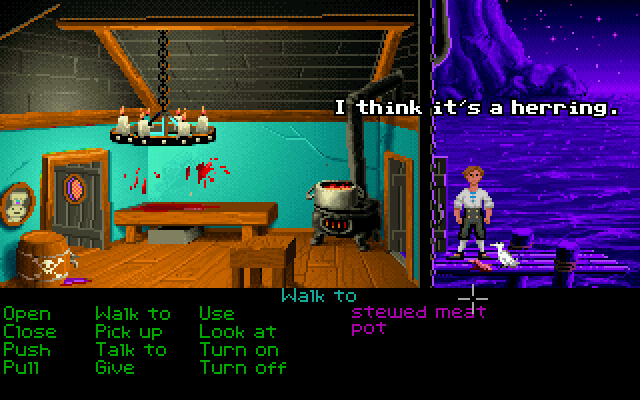 I think it's a herring.
Walk to
Open Walk to Use stewed meat
Close Pick up Look at pot
Push Talk to Turn on
Pull Give Turn off